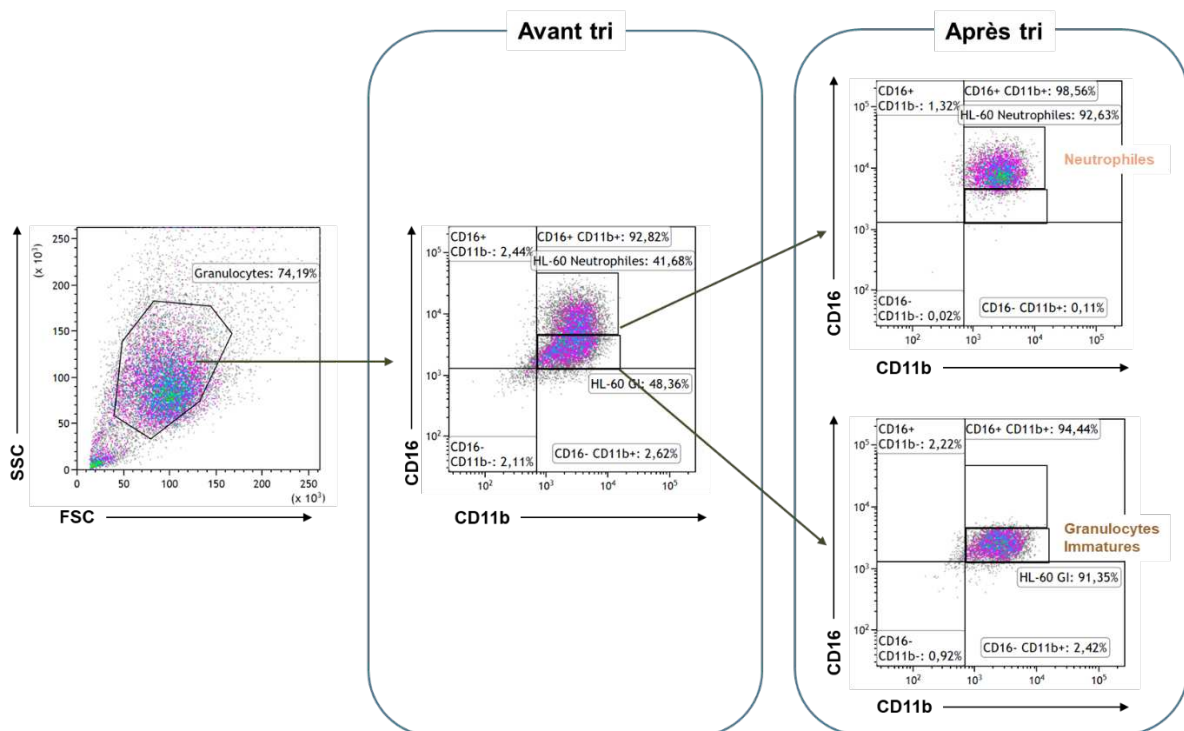 Avant tri
Après tri
SSC
(x 10³)
250
200
150
100
50
0
Granulocytes: 74,19%
0
50
100
150
200
250
(x 10³)
FSC
CD16
10⁵
10⁴
10³
10²
CD16+
CD11b-: 2,44%
CD16+ CD11b+: 92,82%
HL-60 Neutrophiles: 41,68%
HL-60 GI: 48,36%
CD16-
CD11b-: 2,11%
CD16- CD11b+: 2,62%
10²
10³
10⁴
10⁵
CD11b
CD16
10⁵
10⁴
10³
10²
CD16+
CD11b-: 1,32%
CD16+ CD11b+: 98,56%
HL-60 Neutrophiles: 92,63%
Neutrophiles
CD16-
CD11b-: 0,02%
CD16- CD11b+: 0,11%
10²
10³
10⁴
10⁵
CD11b
CD16
10⁵
10⁴
10³
10²
CD16+
CD11b-: 2,22%
CD16+ CD11b+: 94,44%
Granulocytes
Immatures
HL-60 GI: 91,35%
CD16-
CD11b-: 0,92%
CD16- CD11b+: 2,42%
10²
10³
10⁴
10⁵
CD11b